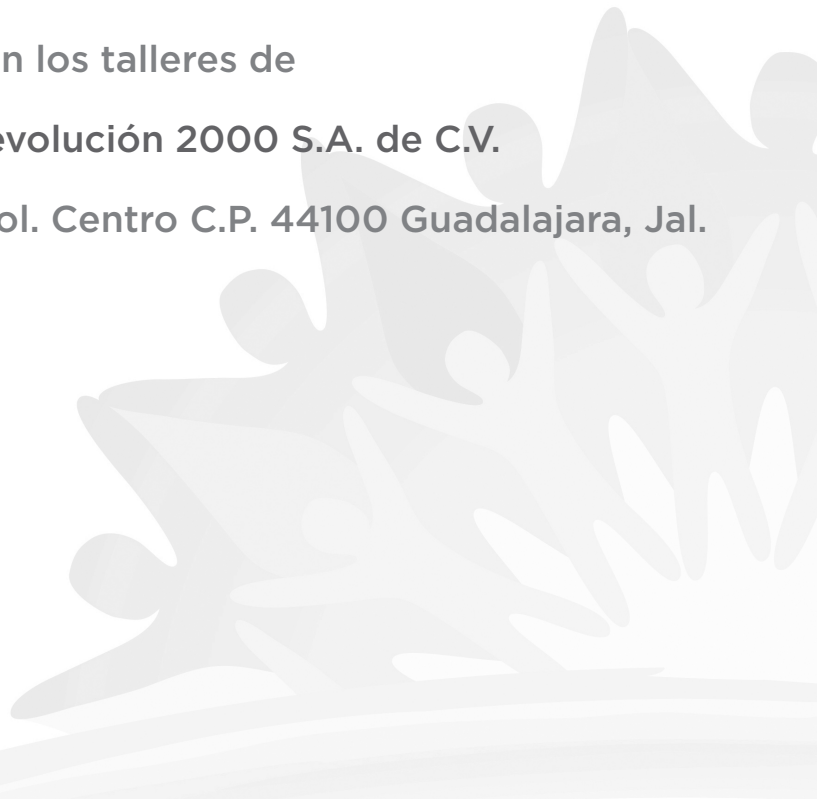 n los talleres de
evolución 2000 S.A. de C.V.
ol. Centro C.P. 44100 Guadalajara, Jal.